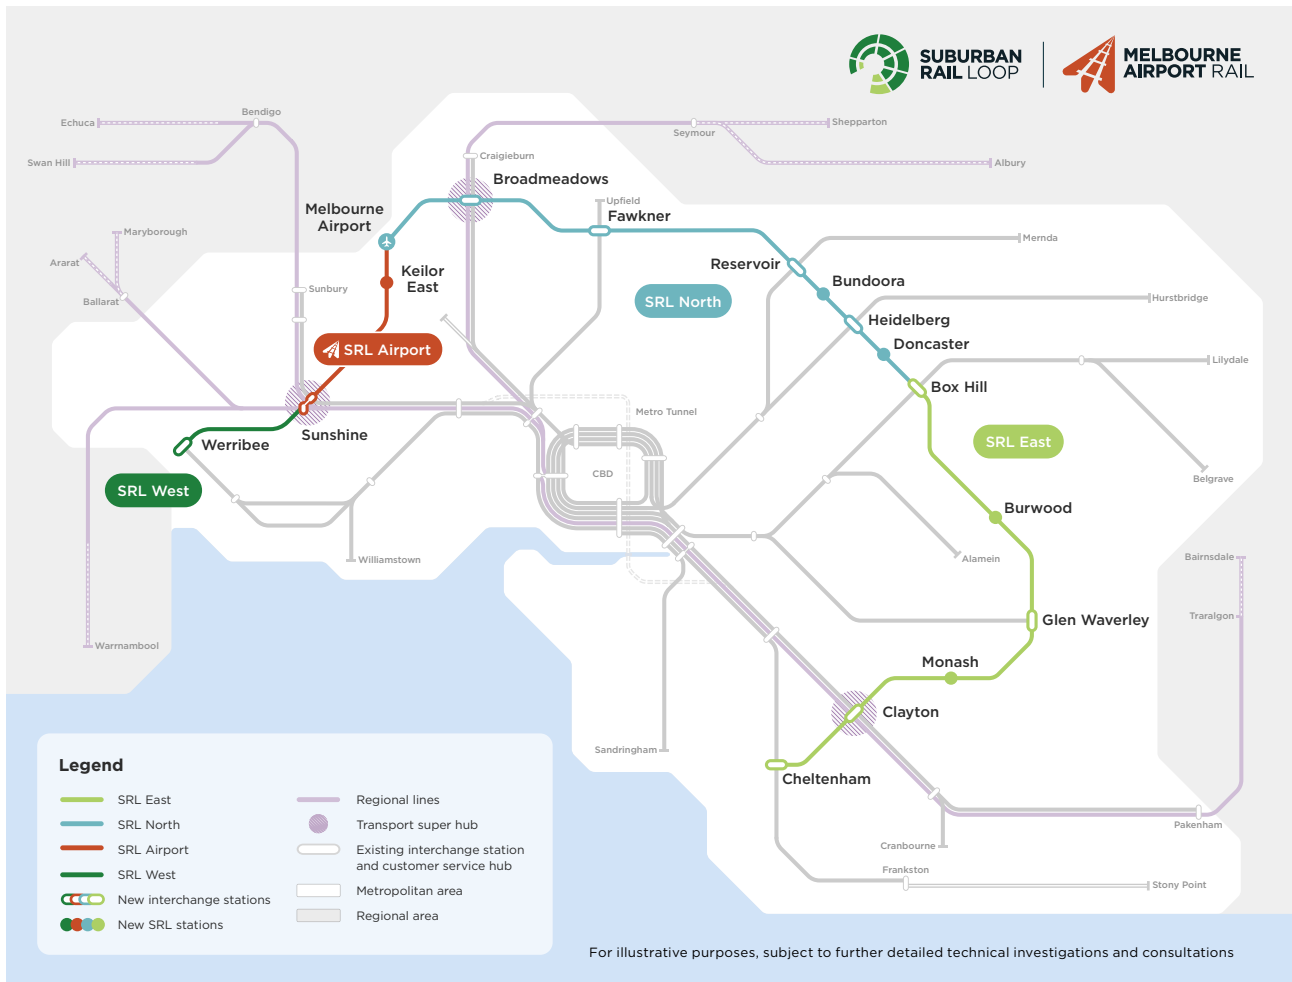 SUBURBAN
RAIL LOOP
MELBOURNE
AIRPORT RAIL
Bendigo
Echuca
Swan Hill
Shepparton
Seymour
Albury
Craigieburn
Broadmeadows
Melbourne
Airport
Upfield
Fawkner
Maryborough
Ararat
Ballarat
Keilor
East
Sunbury
Mernda
Reservoir
Bundoora
SRL North
Hurstbridge
Heidelberg
Doncaster
SRL Airport
Lilydale
Box Hill
Metro Tunnel
Sunshine
Werribee
SRL East
CBD
Belgrave
SRL West
Burwood
Williamstown
Alamein
Bairnsdale
Traralgon
Glen Waverley
Warrnambool
Monash
Clayton
Sandringham
Cheltenham
Pakenham
Cranbourne
Frankston
Stony Point
Legend
SRL East
SRL North
SRL Airport
SRL West
New interchange stations
New SRL stations
Regional lines
Transport super hub
Existing interchange station
and customer service hub
Metropolitan area
Regional area
For illustrative purposes, subject to further detailed technical investigations and consultations